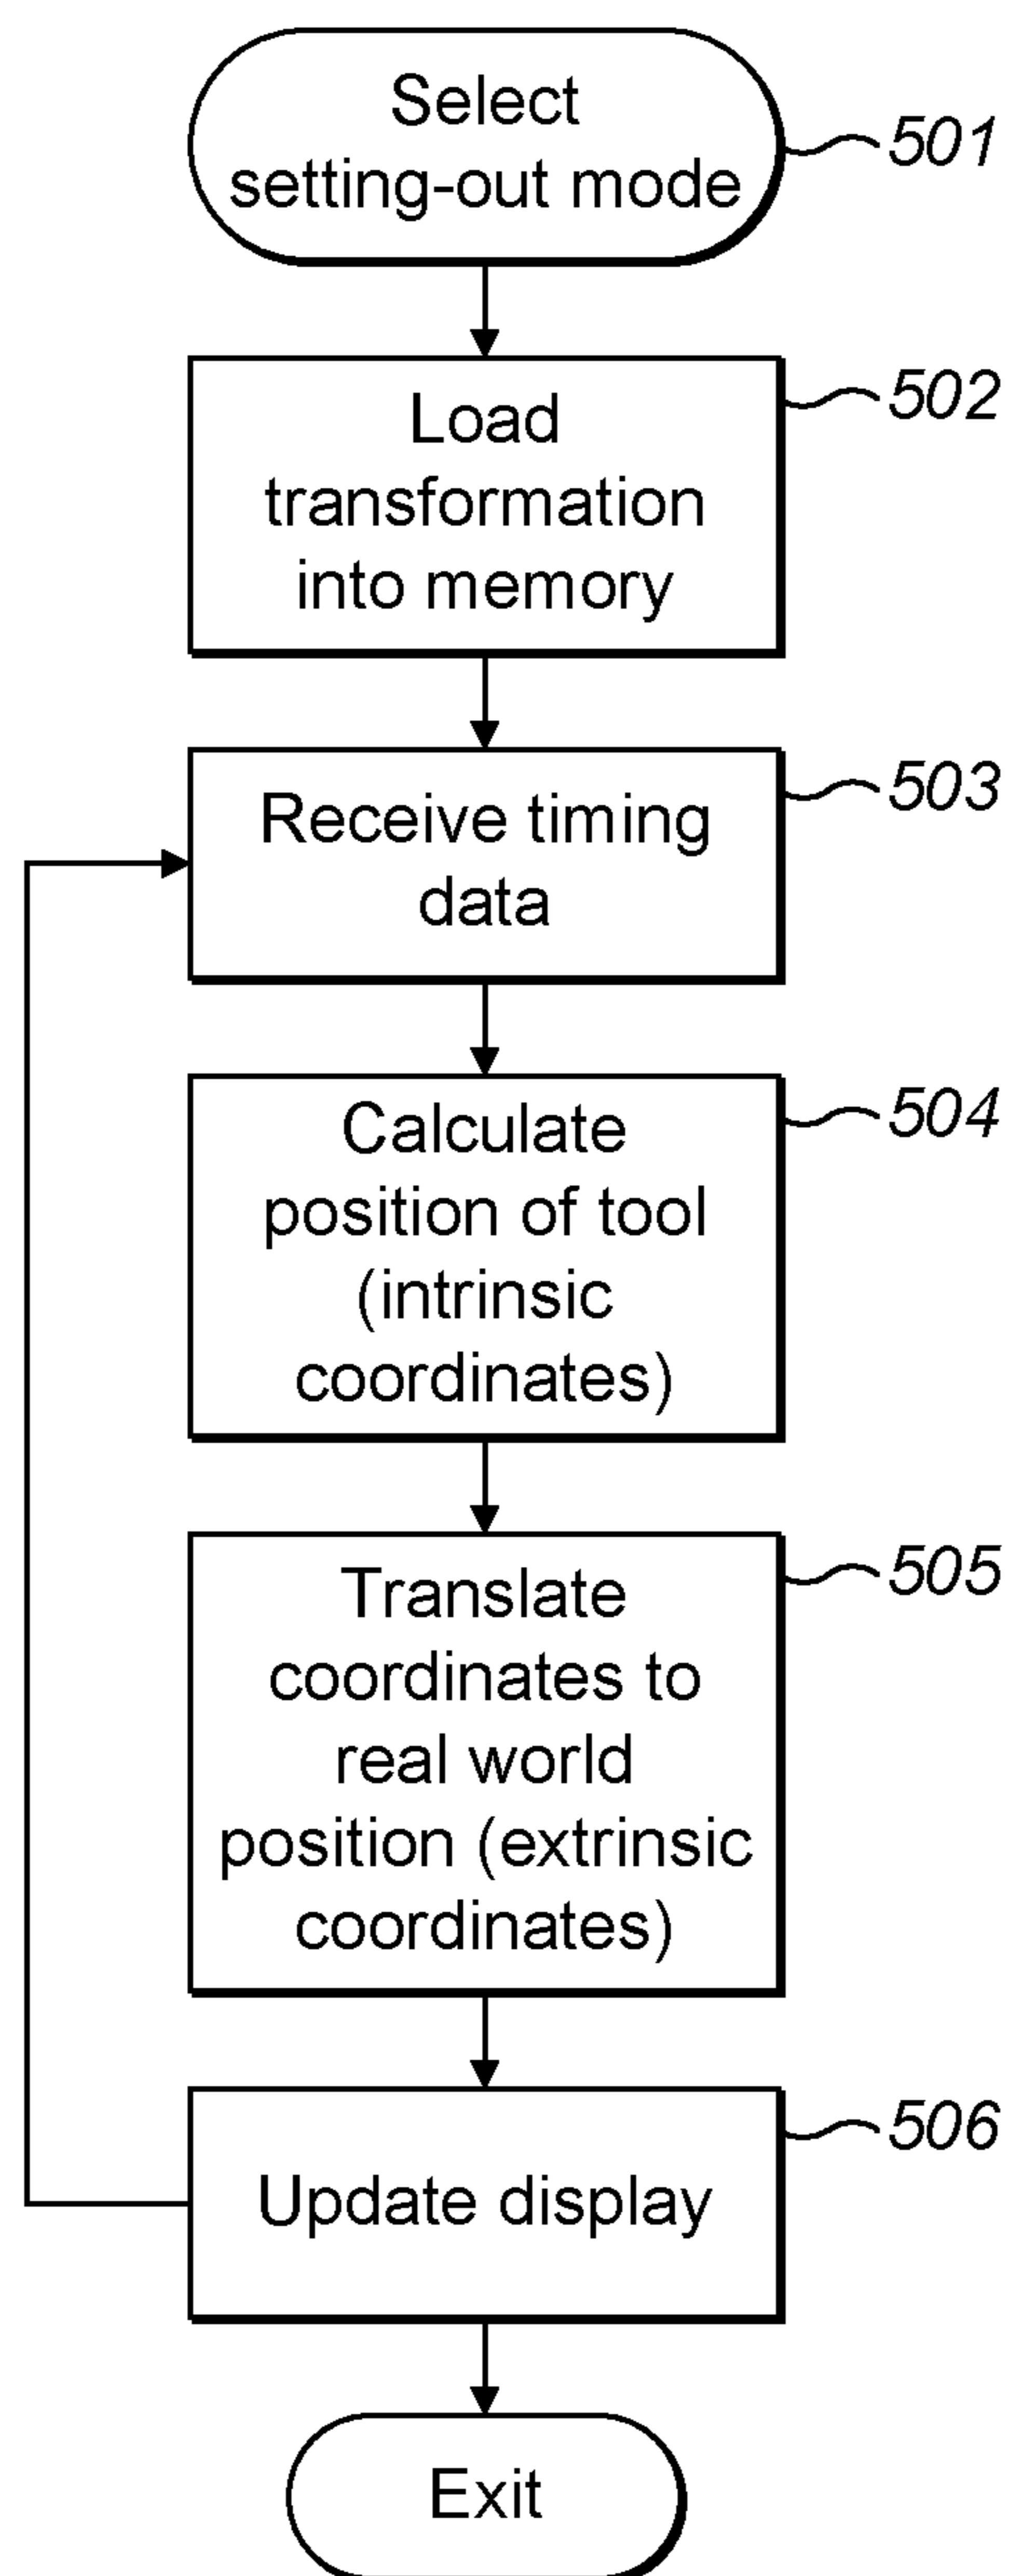 Select
setting-out mode
501
Load
transformation
into memory
502
Receive timing
data
503
Calculate
position of tool
(intrinsic
coordinates)
504
Translate
coordinates to
real world
position (extrinsic
coordinates)
505
Update display
506
Exit